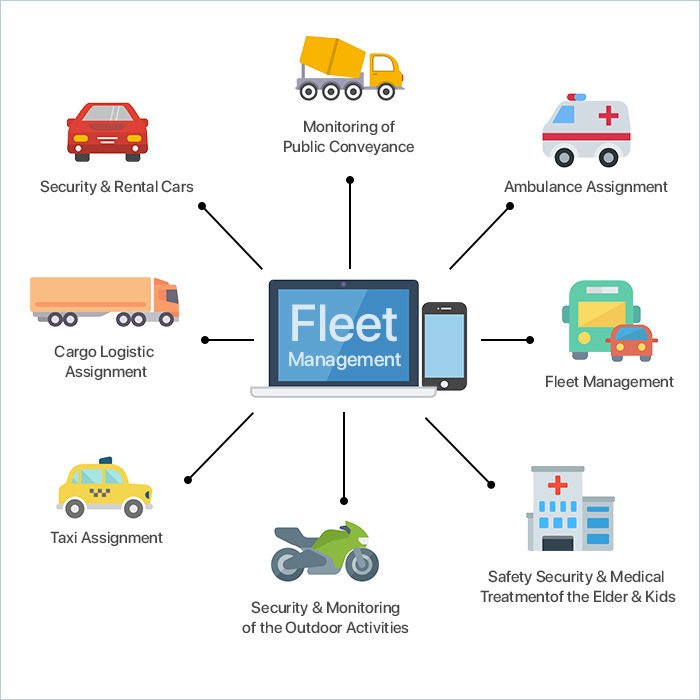 Monitoring of
Public Conveyance
Security & Rental Cars
Ambulance Assignment
Fleet
Management
Cargo Logistic
Assignment
Fleet Management
Taxi Assignment
Security & Monitoring
of the Outdoor Activities
Safety Security & Medical
Treatmentof the Elder & Kids